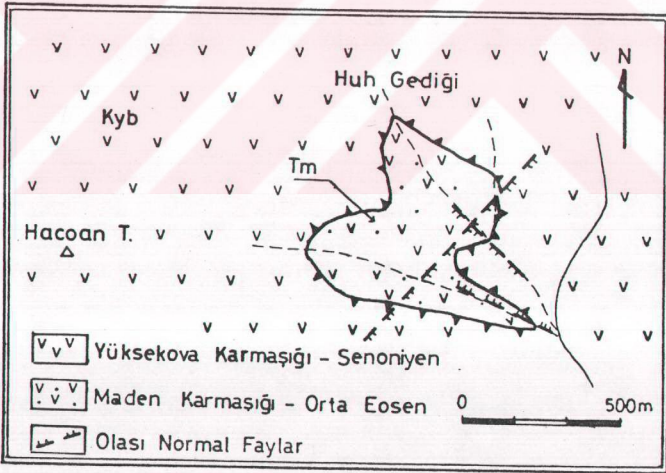 N
Huh Gediği
Kyb
Tm
Hacoan T.
Yüksekova Karmaşığı - Senoniyen
Maden Karmaşığı - Orta Eosen
Olası Normal Faylar
0 500m